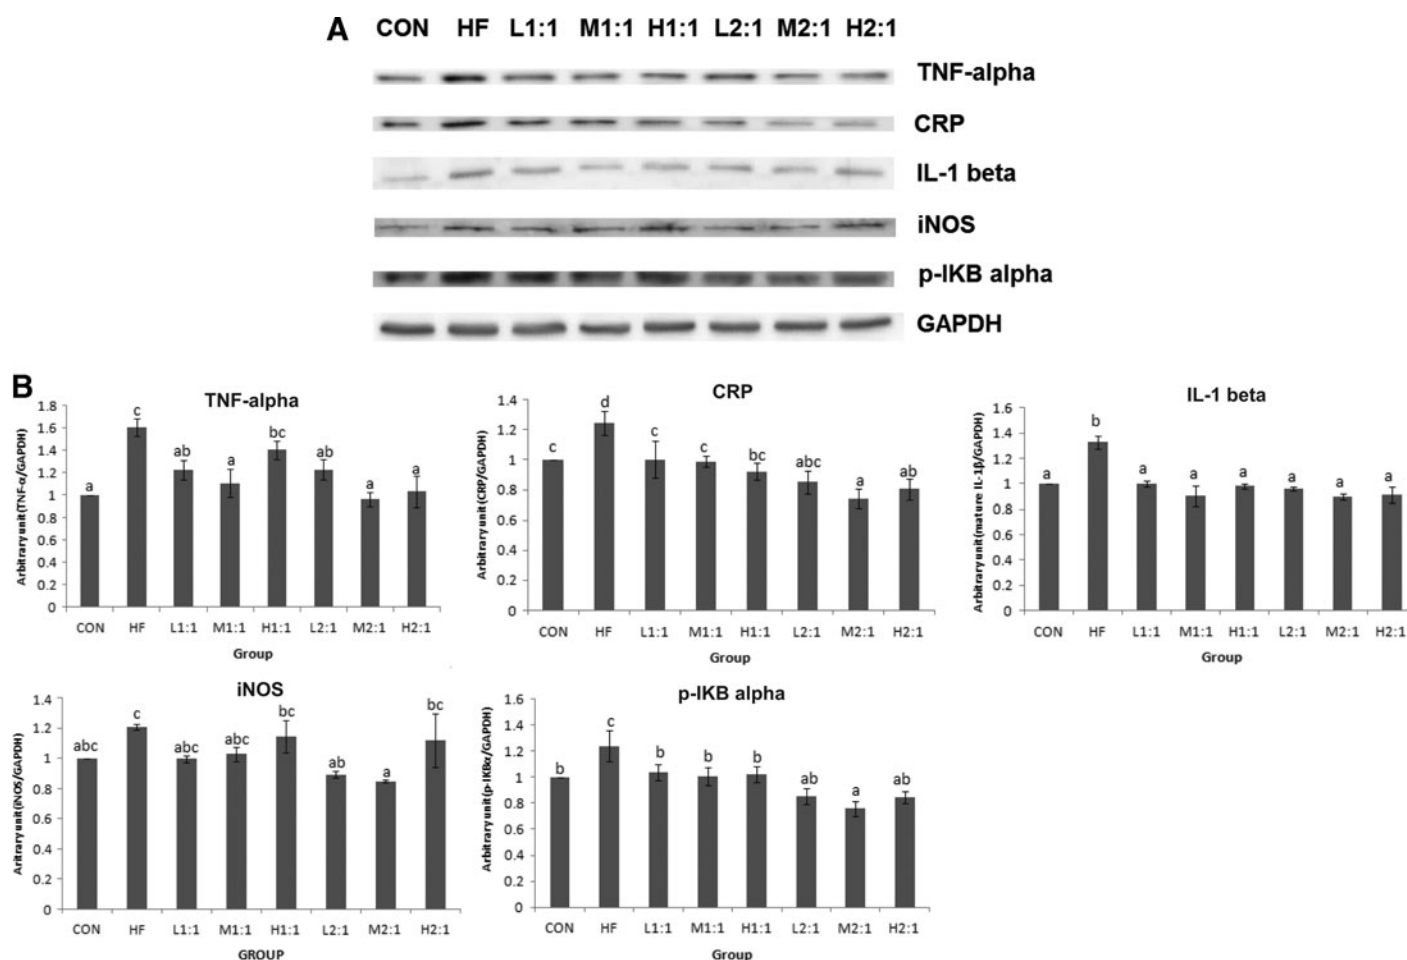 A CON HF L1:1 M1:1 H1:1 L2:1 M2:1 H2:1
TNF-alpha
CRP
IL-1 beta
iNOS
p-IKB alpha
GAPDH
B
TNF-alpha
Arbitrary unit (TNF-α/GAPDH)
1.8
1.6
1.4
1.2
1
0.8
0.6
0.4
0.2
0
a c ab a bc ab a a
CON HF L1:1 M1:1 H1:1 L2:1 M2:1 H2:1
Group
CRP
Arbitrary unit (CRP/GAPDH)
1.4
1.2
1
0.8
0.6
0.4
0.2
0
c d c c bc abc a ab
CON HF L1:1 M1:1 H1:1 L2:1 M2:1 H2:1
Group
IL-1 beta
Arbitrary unit (mature IL-1β/GAPDH)
1.6
1.4
1.2
1
0.8
0.6
0.4
0.2
0
a b a a a a a a
CON HF L1:1 M1:1 H1:1 L2:1 M2:1 H2:1
Group
iNOS
Aritrary unit (iNOS/GAPDH)
1.4
1.2
1
0.8
0.6
0.4
0.2
0
abc c abc abc bc ab a bc
CON HF L1:1 M1:1 H1:1 L2:1 M2:1 H2:1
GROUP
p-IKB alpha
Arbitrary unit (p-IKBα/GAPDH)
1.6
1.4
1.2
1
0.8
0.6
0.4
0.2
0
b c b b b ab a ab
CON HF L1:1 M1:1 H1:1 L2:1 M2:1 H2:1
Group